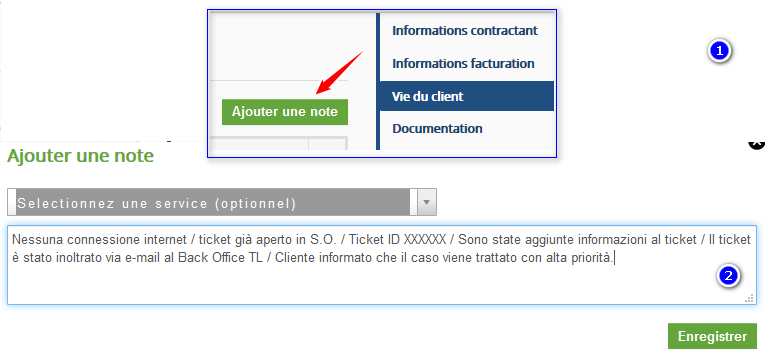 Informations contractant
1
Informations facturation
Vie du client
Ajouter une note
Documentation
Ajouter une note
Selectionnez une service (optionnel)
Nessuna connessione internet / ticket già aperto in S.O. / Ticket ID XXXXXX / Sono state aggiunte informazioni al ticket / Il ticket
è stato inoltrato via e-mail al Back Office TL / Cliente informato che il caso viene trattato con alta priorità.
2
Enregistrer